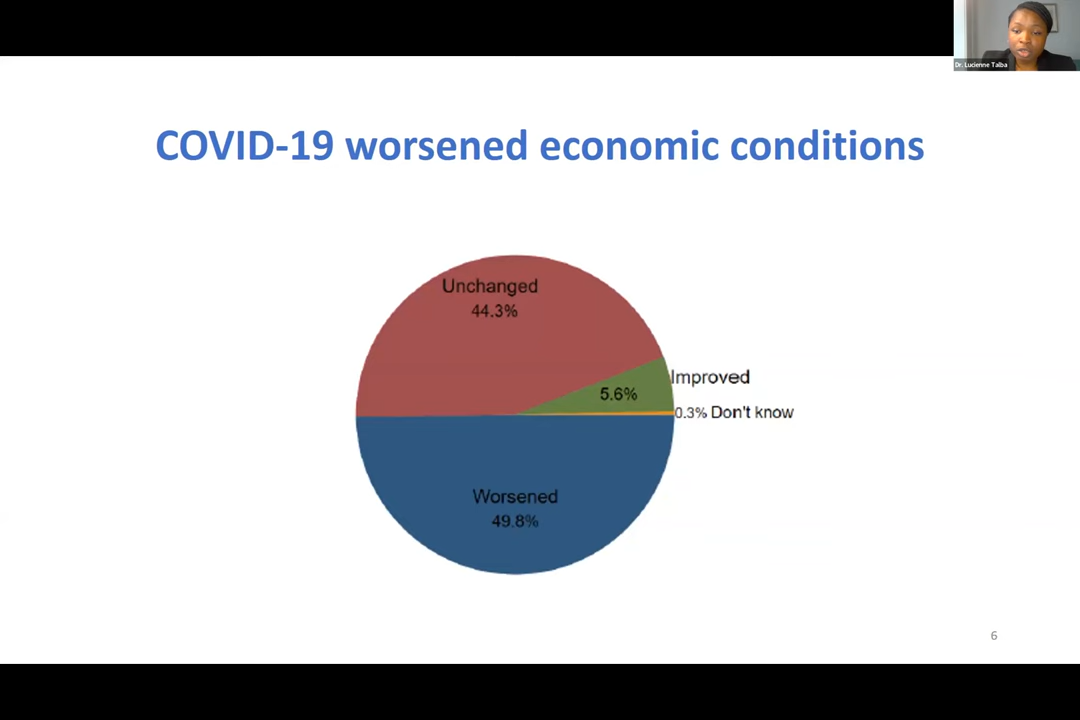 Dr. Lucienne Talba
COVID-19 worsened economic conditions
Unchanged
44.3%
Improved
5.6%
0.3% Don't know
Worsened
49.8%
6